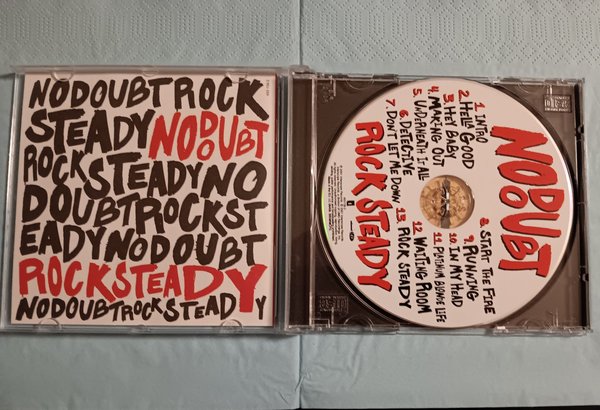 NODOUBTROCK
STEADYNODOUBT
ROCKSTEADYNO
DOUBTROCKST
EADYNODOUBT
ROCKSTEADY
NODOUBTROCKSTEADY
NO DOUBT
1. INTRO
2. HELLA GOOD
3. HEY BABY
4. MAKING OUT
5. UNDERNEATH IT ALL
6. DETECTIVE
7. DON'T LET ME DOWN
8. START THE FIRE
9. RUNNING
10. IN MY HEAD
11. PLATINUM BLONDE LIFE
12. WAITING ROOM
13. ROCK STEADY
ROCK STEADY